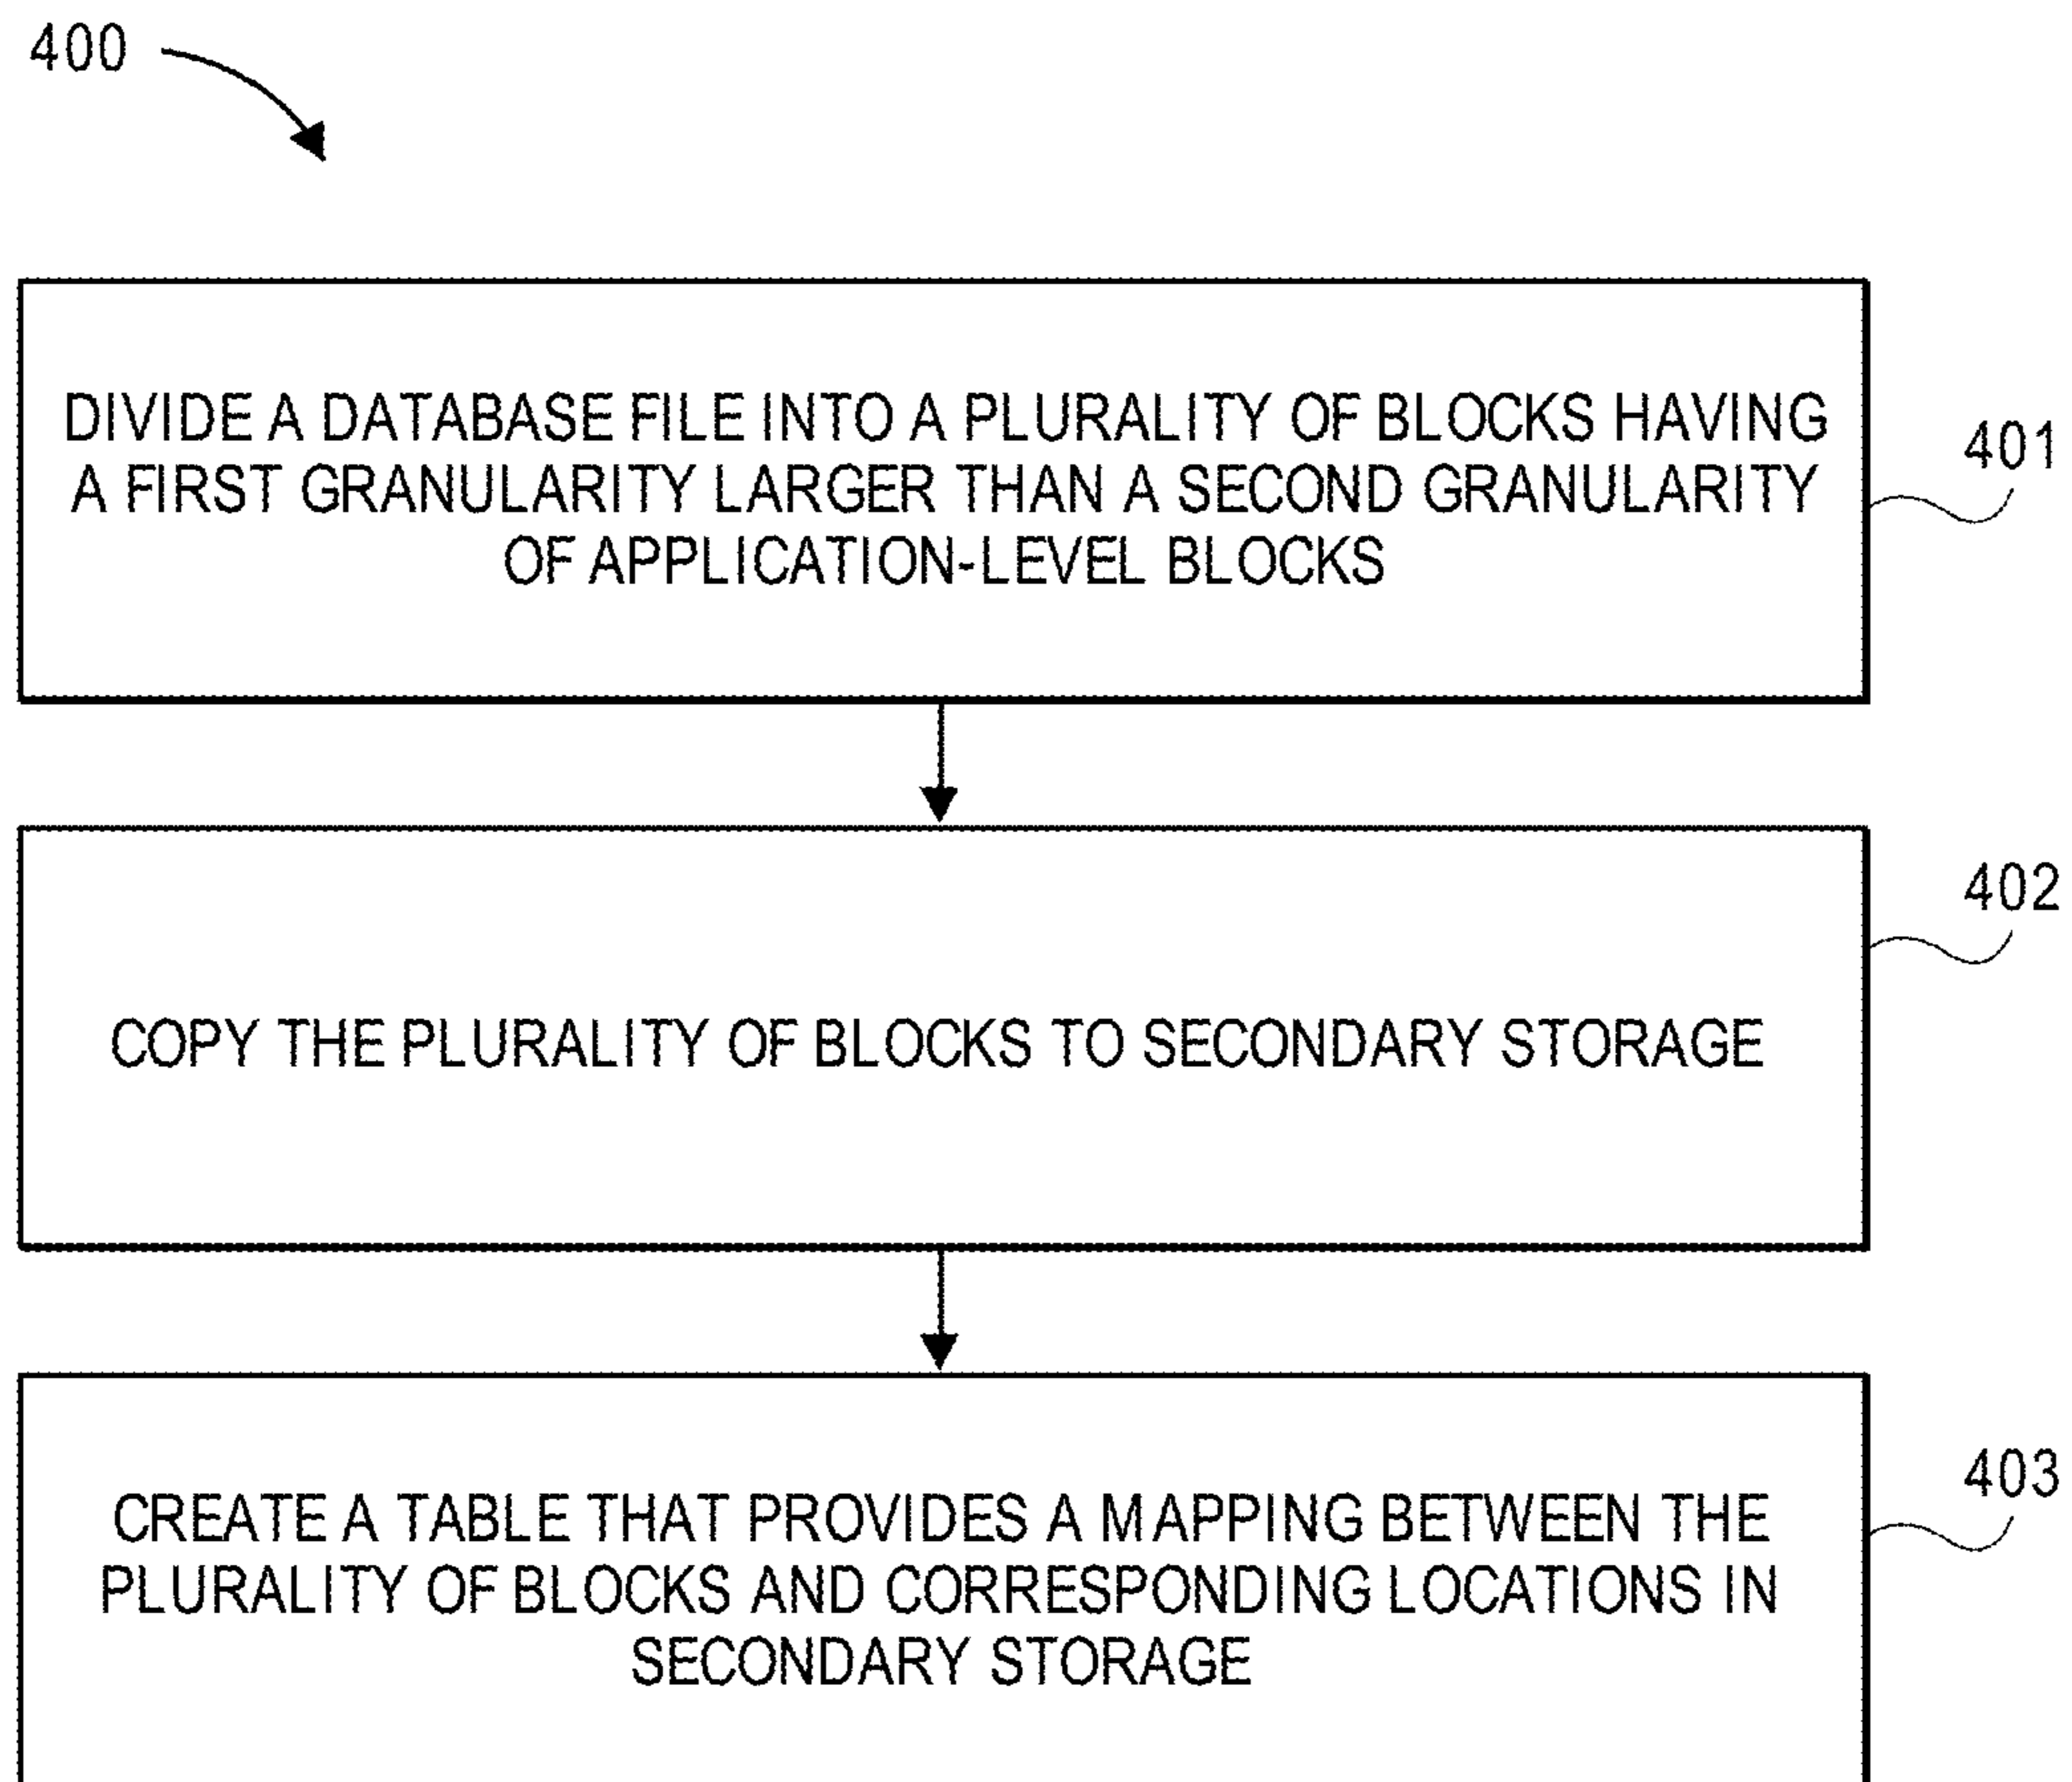 400
DIVIDE A DATABASE FILE INTO A PLURALITY OF BLOCKS HAVING
A FIRST GRANULARITY LARGER THAN A SECOND GRANULARITY
OF APPLICATION-LEVEL BLOCKS
401
COPY THE PLURALITY OF BLOCKS TO SECONDARY STORAGE
402
CREATE A TABLE THAT PROVIDES A MAPPING BETWEEN THE
PLURALITY OF BLOCKS AND CORRESPONDING LOCATIONS IN
SECONDARY STORAGE
403